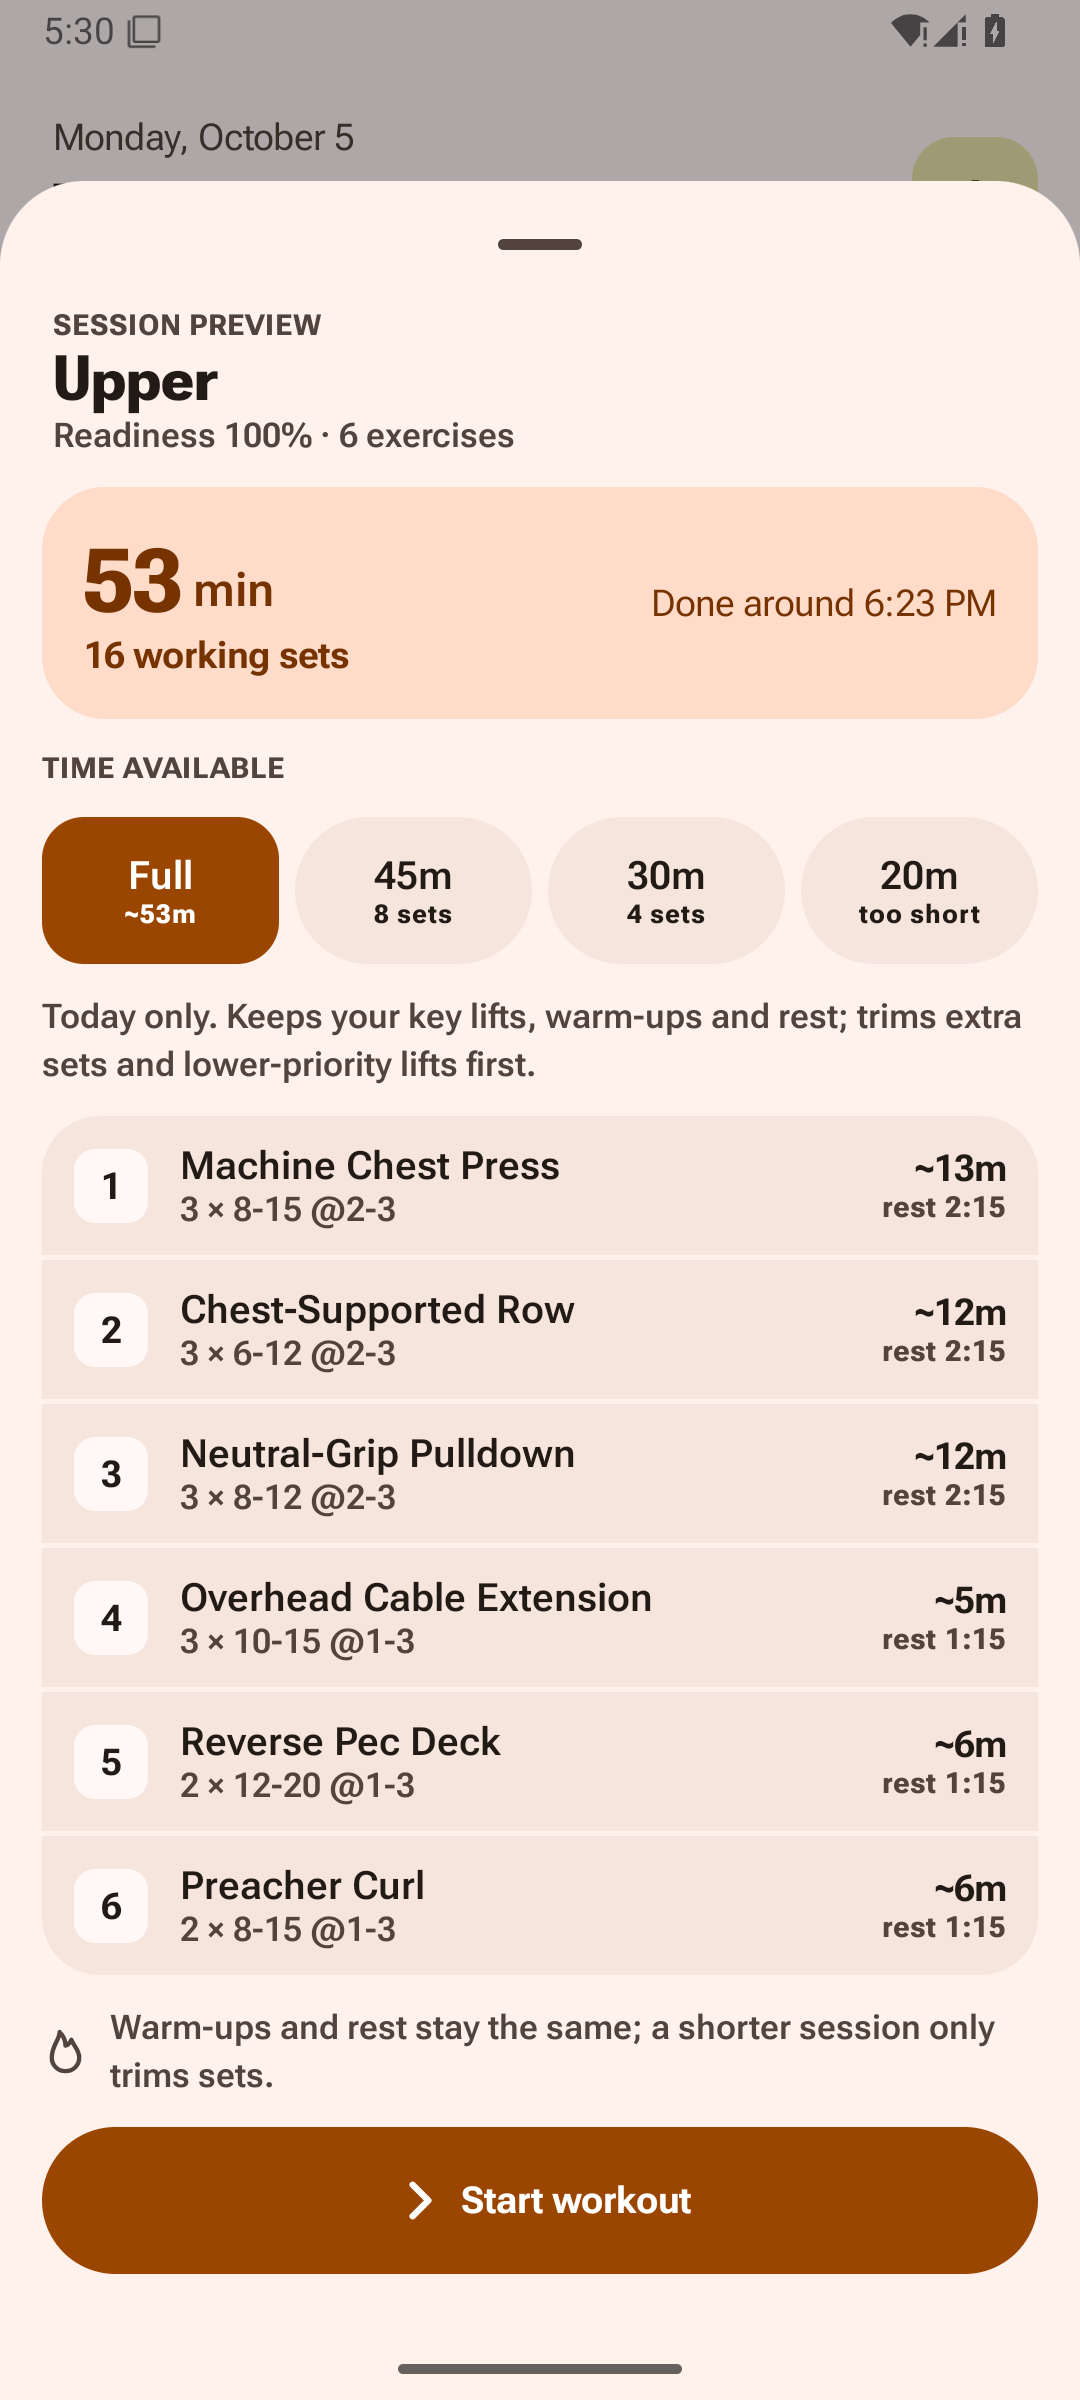 5:30
Monday, October 5
SESSION PREVIEW
Upper
Readiness 100% · 6 exercises
53 min
16 working sets
Done around 6:23 PM
TIME AVAILABLE
Full
~53m
45m
8 sets
30m
4 sets
20m
too short
Today only. Keeps your key lifts, warm-ups and rest; trims extra
sets and lower-priority lifts first.
1
Machine Chest Press
3 × 8-15 @2-3
~13m
rest 2:15
2
Chest-Supported Row
3 × 6-12 @2-3
~12m
rest 2:15
3
Neutral-Grip Pulldown
3 × 8-12 @2-3
~12m
rest 2:15
4
Overhead Cable Extension
3 × 10-15 @1-3
~5m
rest 1:15
5
Reverse Pec Deck
2 × 12-20 @1-3
~6m
rest 1:15
6
Preacher Curl
2 × 8-15 @1-3
~6m
rest 1:15
Warm-ups and rest stay the same; a shorter session only
trims sets.
Start workout